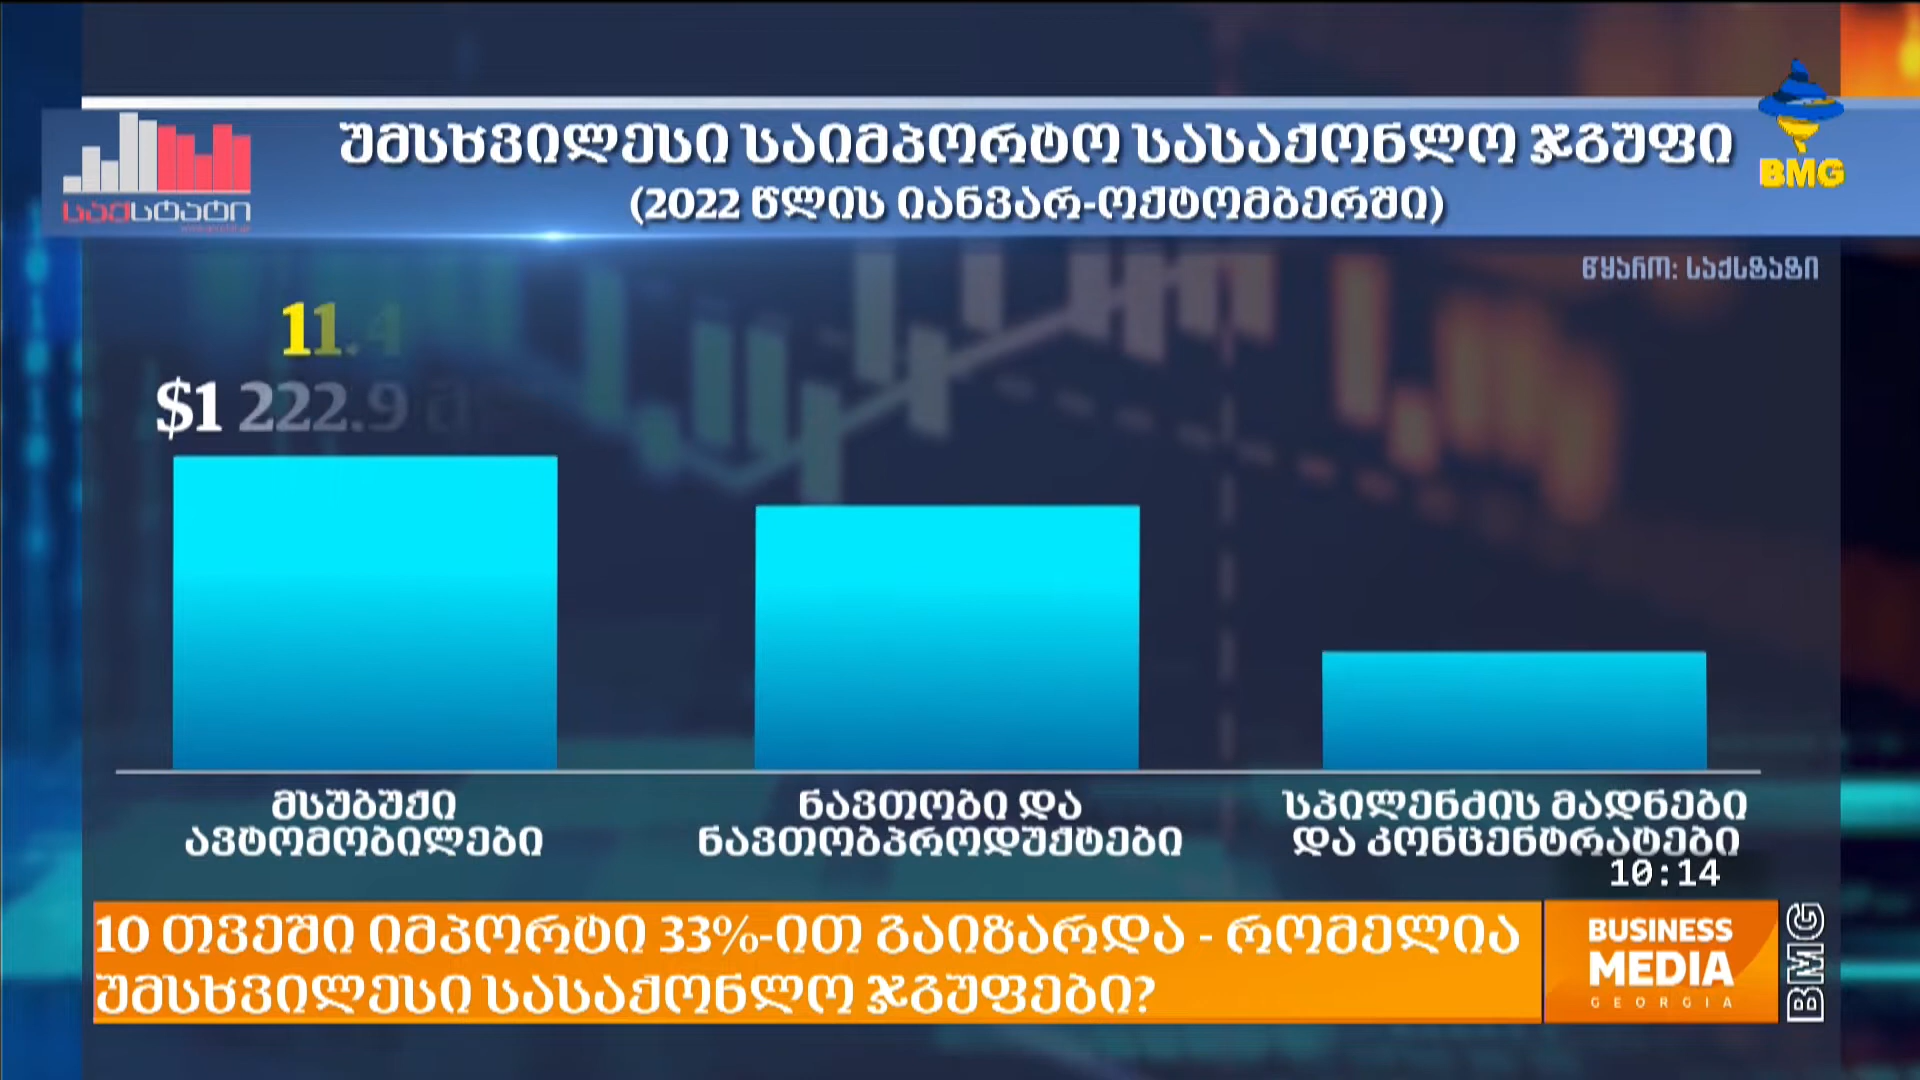 უმსხვილესი საიმპორტო სასაქონლო ჯგუფი
(2022 წლის იანვარ-ოქტომბერში)
BMG
საქსტატი
წყარო: საქსტატი
11.4
$1 222.9 მ
მსუბუქი
ავტომობილები
ნავთობი და
ნავთობპროდუქტები
სპილენძის მადნები
და კონცენტრატები
10:14
10 თვეში იმპორტი 33%-ით გაიზარდა - რომელია
უმსხვილესი სასაქონლო ჯგუფები?
BUSINESS
MEDIA
GEORGIA
BMG